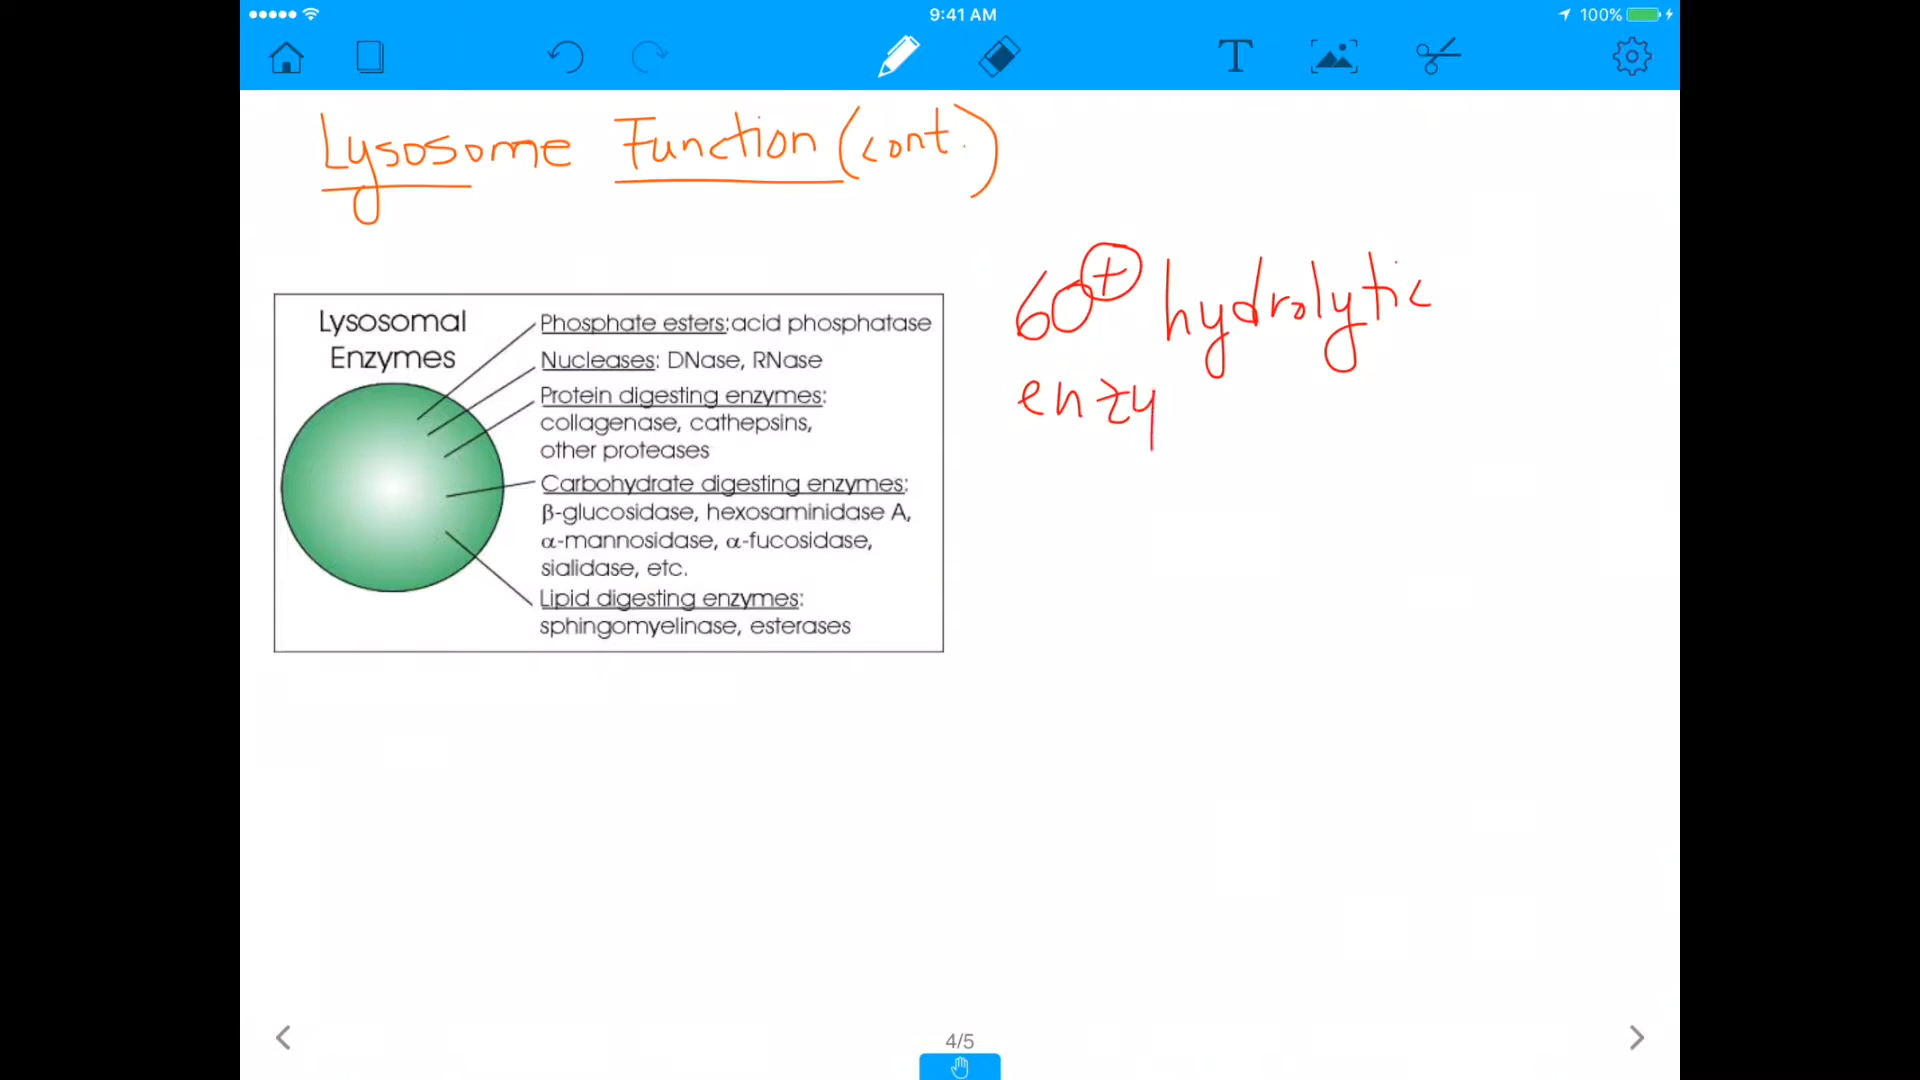 9:41 AM
100%
T
Lysosome Function (cont.)
Lysosomal
Enzymes
Phosphate esters:acid phosphatase
Nucleases: DNase, RNase
Protein digesting enzymes:
collagenase, cathepsins,
other proteases
Carbohydrate digesting enzymes:
β-glucosidase, hexosaminidase A,
α-mannosidase, α-fucosidase,
sialidase, etc.
Lipid digesting enzymes:
sphingomyelinase, esterases
60+ hydrolytic
enzy
4/5